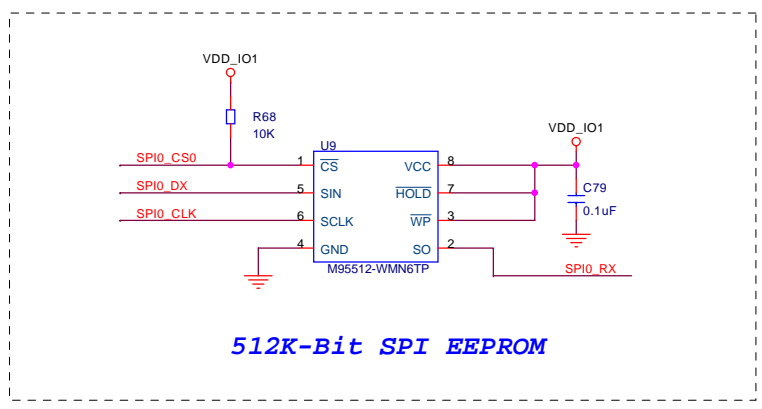 VDD_IO1
R68
10K
VDD_IO1
U9
SPI0_CS0 1 CS VCC 8
SPI0_DX 5 SIN HOLD 7
C79
0.1uF
SPI0_CLK 6 SCLK WP 3
4 GND SO 2
M95512-WMN6TP
SPI0_RX
512K-Bit SPI EEPROM